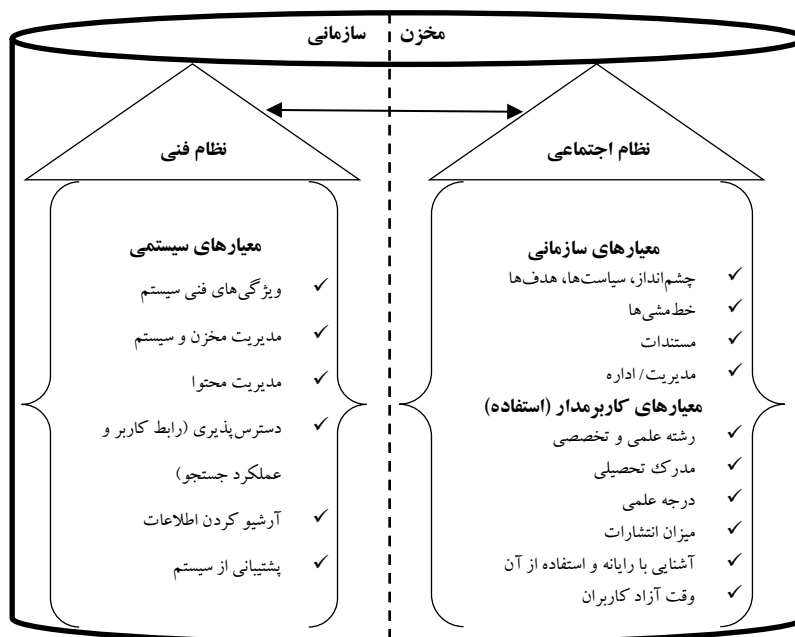 مخزن سازمانی
نظام اجتماعی
معیارهای سازمانی
چشم‌انداز، سیاست‌ها، هدف‌ها
خط‌مشی‌ها
مستندات
مدیریت/ اداره
معیارهای کاربرمدار (استفاده)
رشته علمی و تخصصی
مدرک تحصیلی
درجه علمی
میزان انتشارات
آشنایی با رایانه و استفاده از آن
وقت آزاد کاربران
نظام فنی
معیارهای سیستمی
ویژگی‌های فنی سیستم
مدیریت مخزن و سیستم
مدیریت محتوا
دسترس‌پذیری (رابط کاربر و
عملکرد جستجو)
آرشیو کردن اطلاعات
پشتیبانی از سیستم